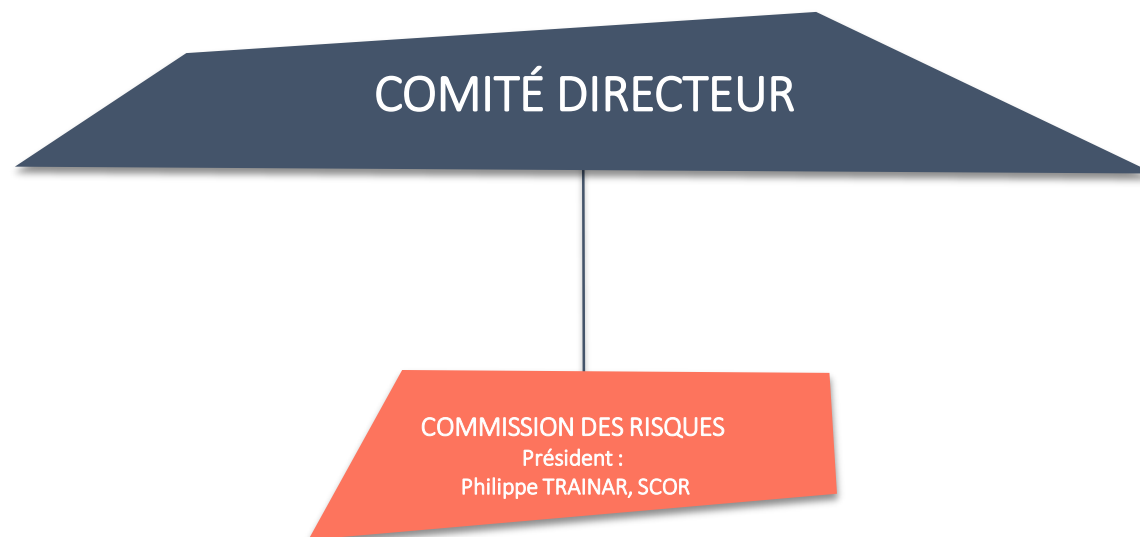 COMITÉ DIRECTEUR
COMMISSION DES RISQUES
Président :
Philippe TRAINAR, SCOR